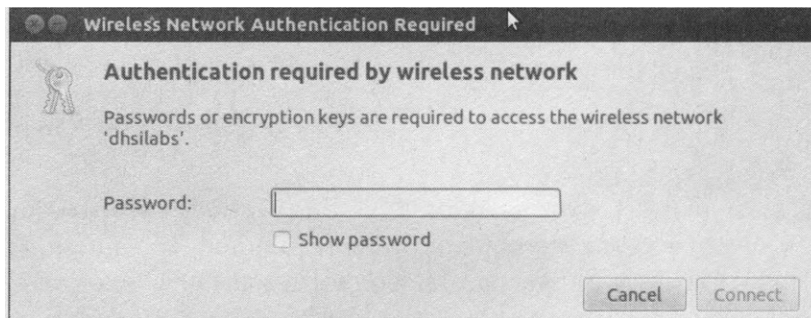 Wireless Network Authentication Required
Authentication required by wireless network
Passwords or encryption keys are required to access the wireless network
'dhsilabs'.
Password:
Show password
Cancel Connect